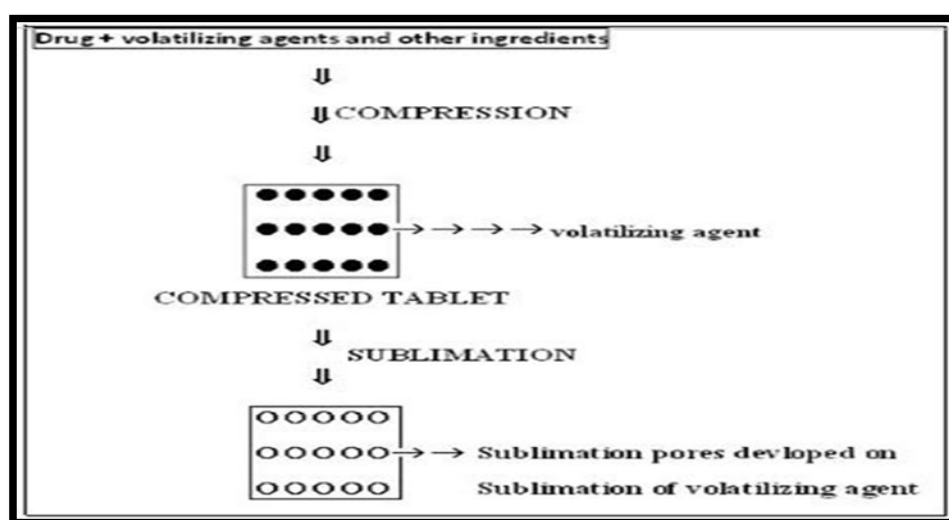 Drug + volatilizing agents and other ingredients
COMPRESSION
volatilizing agent
COMPRESSED TABLET
SUBLIMATION
Sublimation pores devloped on
Sublimation of volatilizing agent